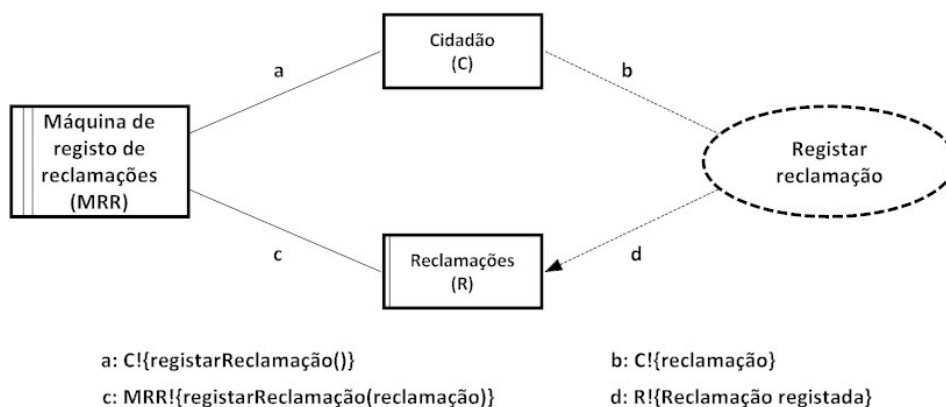 Cidadão
(C)
a
b
Máquina de
registo de
reclamações
(MRR)
Registar
reclamação
c
Reclamações
(R)
d
a: C!{registarReclamação()}
b: C!{reclamação}
c: MRR!{registarReclamação(reclamação)}
d: R!{Reclamação registada}